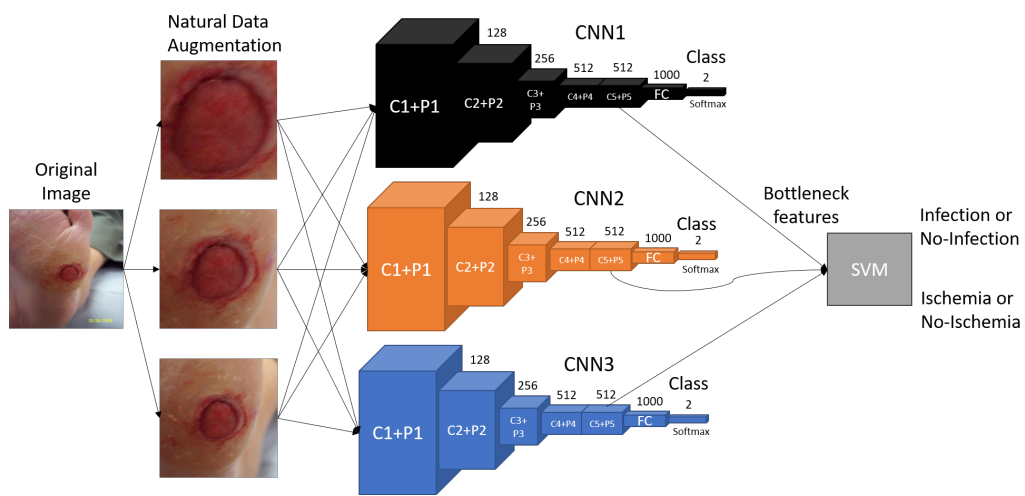 Natural Data
Augmentation
Original
Image
CNN1
128
256
512
512
1000
Class
2
C1+P1
C2+P2
C3+
P3
C4+P4
C5+P5
FC
Softmax
CNN2
128
256
512
512
1000
Class
2
C1+P1
C2+P2
C3+
P3
C4+P4
C5+P5
FC
Softmax
CNN3
128
256
512
512
1000
Class
2
C1+P1
C2+P2
C3+
P3
C4+P4
C5+P5
FC
Softmax
Bottleneck
features
SVM
Infection or
No-Infection
Ischemia or
No-Ischemia